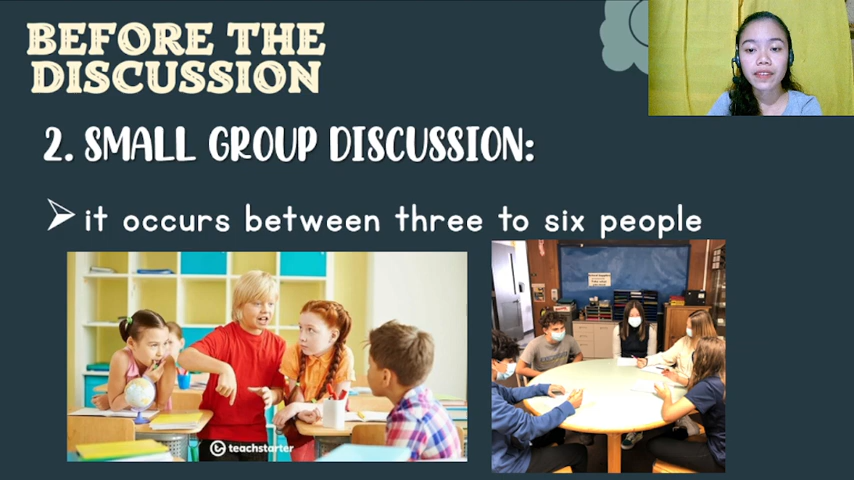 BEFORE THE
DISCUSSION
2. SMALL GROUP DISCUSSION:
it occurs between three to six people
teachstarter